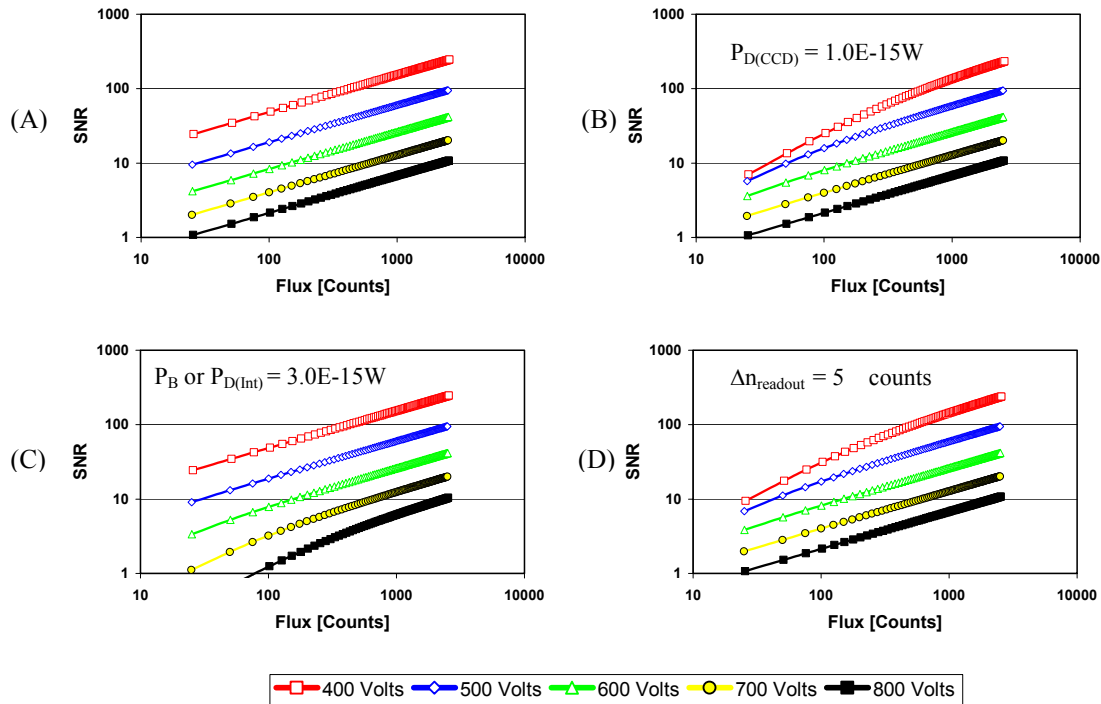 (A)
SNR
1000
100
10
1
10 100 1000 10000
Flux [Counts]
(B)
SNR
P_D(CCD) = 1.0E-15W
1000
100
10
1
10 100 1000 10000
Flux [Counts]
(C)
SNR
P_B or P_D(Int) = 3.0E-15W
1000
100
10
1
10 100 1000 10000
Flux [Counts]
(D)
SNR
Δn_readout = 5 counts
1000
100
10
1
10 100 1000 10000
Flux [Counts]
400 Volts 500 Volts 600 Volts 700 Volts 800 Volts